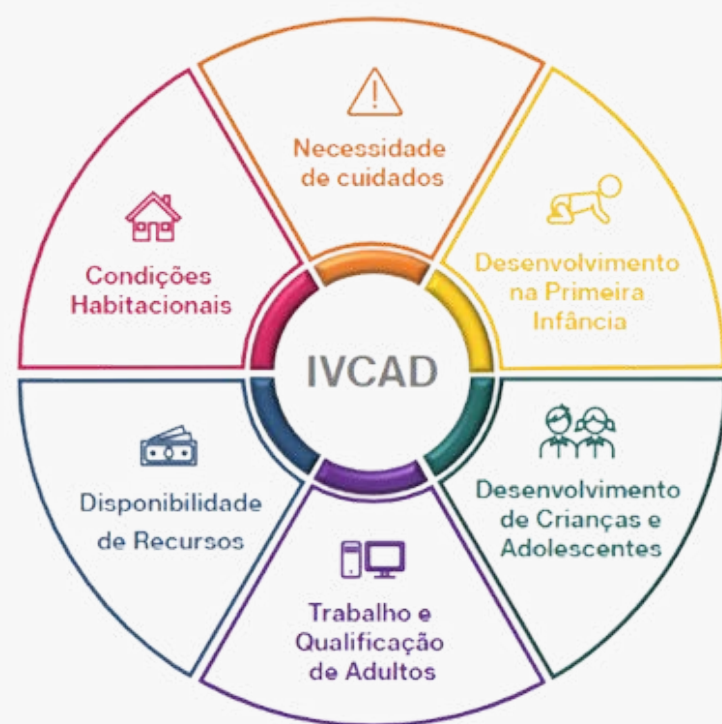 Necessidade
de cuidados
Desenvolvimento
na Primeira
Infância
Desenvolvimento
de Crianças e
Adolescentes
Trabalho e
Qualificação
de Adultos
Disponibilidade
de Recursos
Condições
Habitacionais
IVCAD